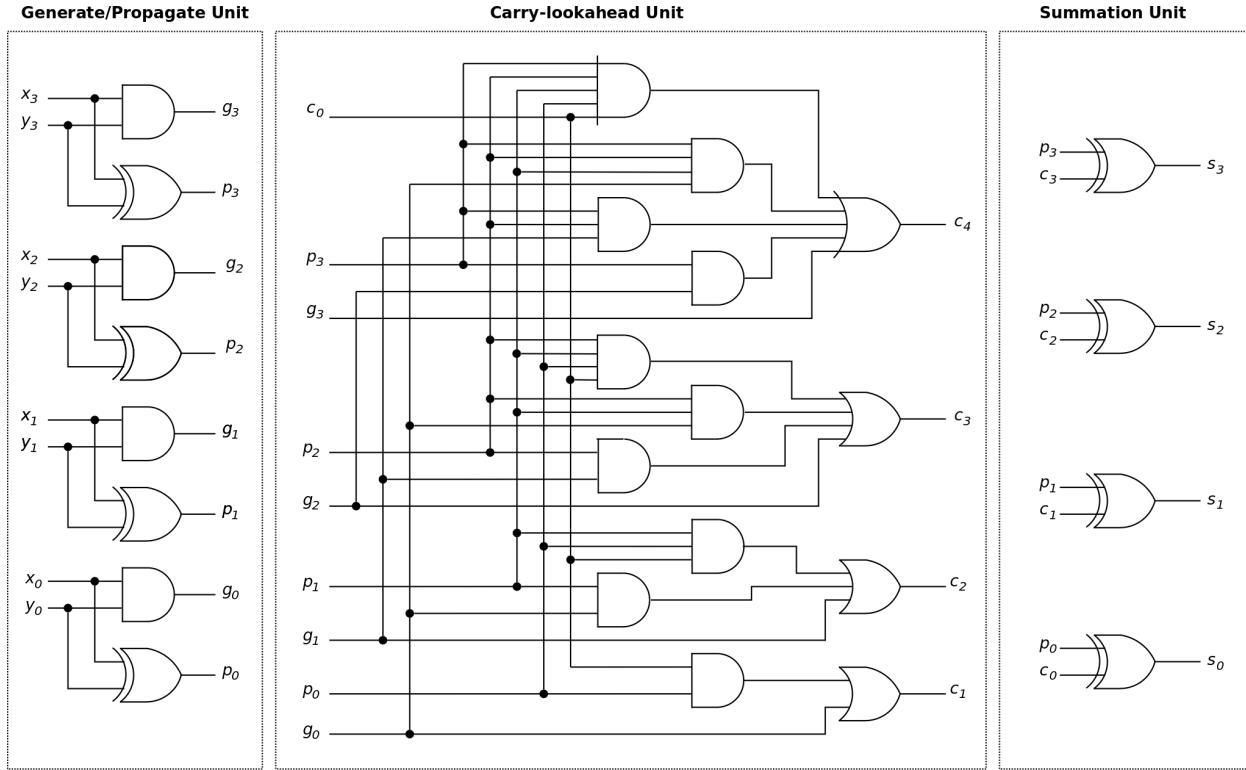 Generate/Propagate Unit
x3
y3
g3
p3
x2
y2
g2
p2
x1
y1
g1
p1
x0
y0
g0
p0
Carry-lookahead Unit
c0
p3
g3
c4
p2
g2
c3
p1
g1
c2
p0
g0
c1
Summation Unit
p3
c3
s3
p2
c2
s2
p1
c1
s1
p0
c0
s0